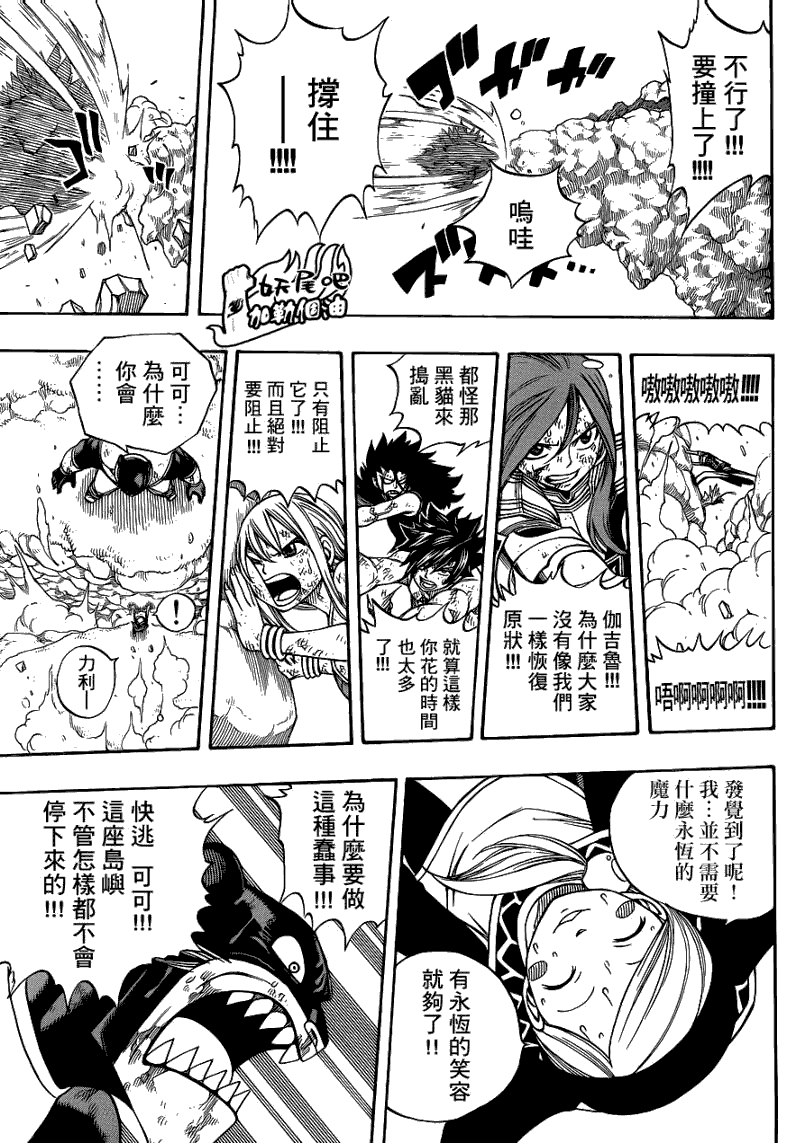 不行了!!!
要撞上了!!!!
ゴガガ
嗚哇
ズズズ
撐住
——!!!!
妖尾吧
加勒個油
嗷嗷嗷嗷嗷!!!!
唔啊啊啊啊!!!!
伽吉魯!!!
為什麼大家
沒有像我們
一樣恢復
原狀!!!
都怪那
黑貓來
搗亂
就算這樣
你花的時間
也太多
了!!!
只有阻止
它了!!!
而且絕對
要阻止!!!
可可…
為什麼
你會
……
!
力利—
發覺到了呢!
我…並不需要
什麼永恆的
魔力
有永恆的笑容
就夠了!!
為什麼要做
這種蠢事!!!
快逃 可可!!!
這座島嶼
不管怎樣都不會
停下來的!!!